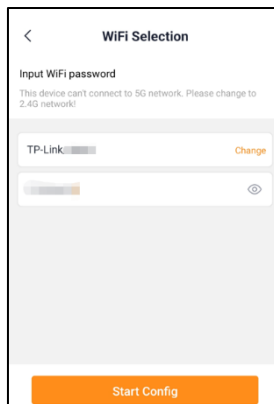 WiFi Selection
Input WiFi password
This device can't connect to 5G network. Please change to
2.4G network!
TP-Link
Change
Start Config